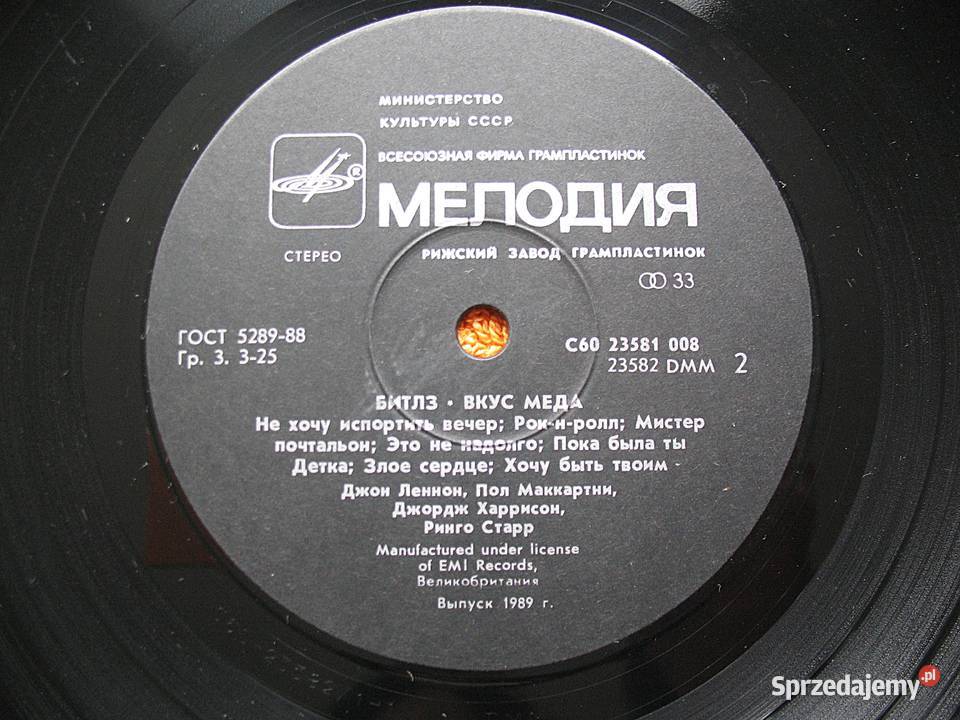 МИНИСТЕРСТВО
КУЛЬТУРЫ СССР
ВСЕСОЮЗНАЯ ФИРМА ГРАМПЛАСТИНОК
®
МЕЛОДИЯ
СТЕРЕО
РИЖСКИЙ ЗАВОД ГРАМПЛАСТИНОК
33
ГОСТ 5289-88
Гр. 3. 3-25
С60 23581 008
23582 DMM 2
БИТЛЗ • ВКУС МЕДА
Не хочу испортить вечер; Рок-н-ролл; Мистер
почтальон; Это не надолго; Пока была ты
Детка; Злое сердце; Хочу быть твоим -
Джон Леннон, Пол Маккартни,
Джордж Харрисон,
Ринго Старр
Manufactured under license
of EMI Records,
Великобритания
Выпуск 1989 г.
Sprzedajemy.pl